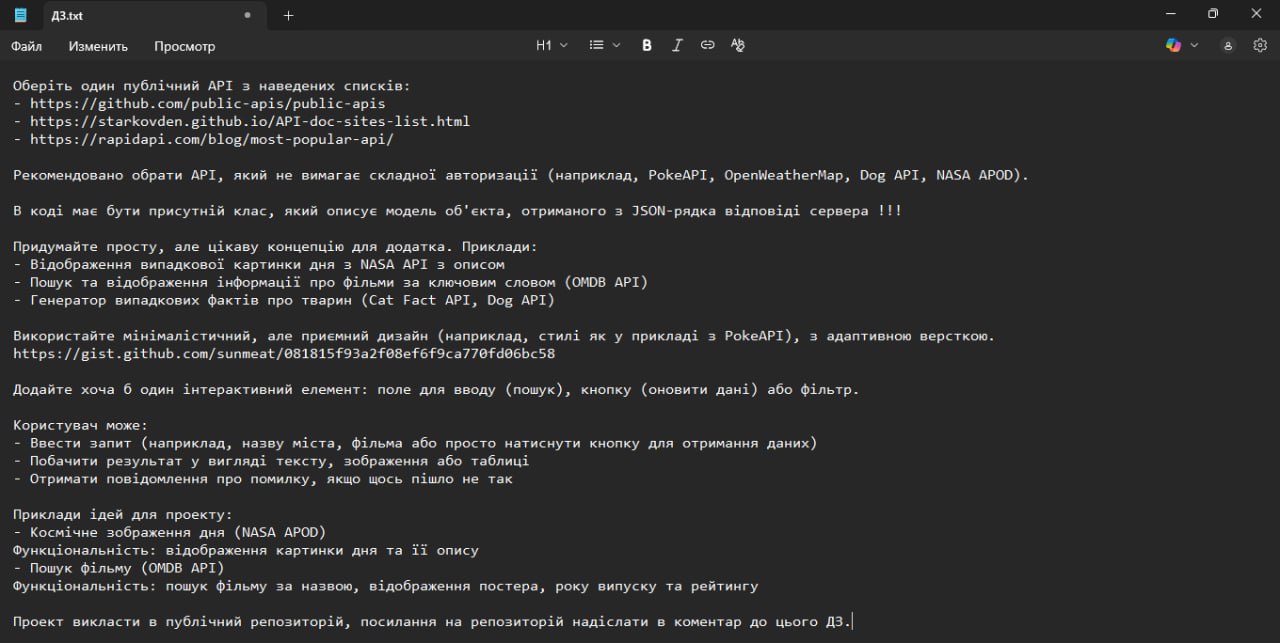 ДЗ.txt
Файл Изменить Просмотр H1
Оберіть один публічний API з наведених списків:
- https://github.com/public-apis/public-apis
- https://starkovden.github.io/API-doc-sites-list.html
- https://rapidapi.com/blog/most-popular-api/
Рекомендовано обрати API, який не вимагає складної авторизації (наприклад, PokeAPI, OpenWeatherMap, Dog API, NASA APOD).
В коді має бути присутній клас, який описує модель об'єкта, отриманого з JSON-рядка відповіді сервера !!!
Придумайте просту, але цікаву концепцію для додатка. Приклади:
- Відображення випадкової картинки дня з NASA API з описом
- Пошук та відображення інформації про фільми за ключовим словом (OMDB API)
- Генератор випадкових фактів про тварин (Cat Fact API, Dog API)
Використайте мінімалістичний, але приємний дизайн (наприклад, стилі як у прикладі з PokeAPI), з адаптивною версткою.
https://gist.github.com/sunmeat/081815f93a2f08ef6f9ca770fd06bc58
Додайте хоча б один інтерактивний елемент: поле для вводу (пошук), кнопку (оновити дані) або фільтр.
Користувач може:
- Ввести запит (наприклад, назву міста, фільма або просто натиснути кнопку для отримання даних)
- Побачити результат у вигляді тексту, зображення або таблиці
- Отримати повідомлення про помилку, якщо щось пішло не так
Приклади ідей для проекту:
- Космічне зображення дня (NASA APOD)
Функціональність: відображення картинки дня та її опису
- Пошук фільму (OMDB API)
Функціональність: пошук фільму за назвою, відображення постера, року випуску та рейтингу
Проект викласти в публічний репозиторій, посилання на репозиторій надіслати в коментар до цього ДЗ.